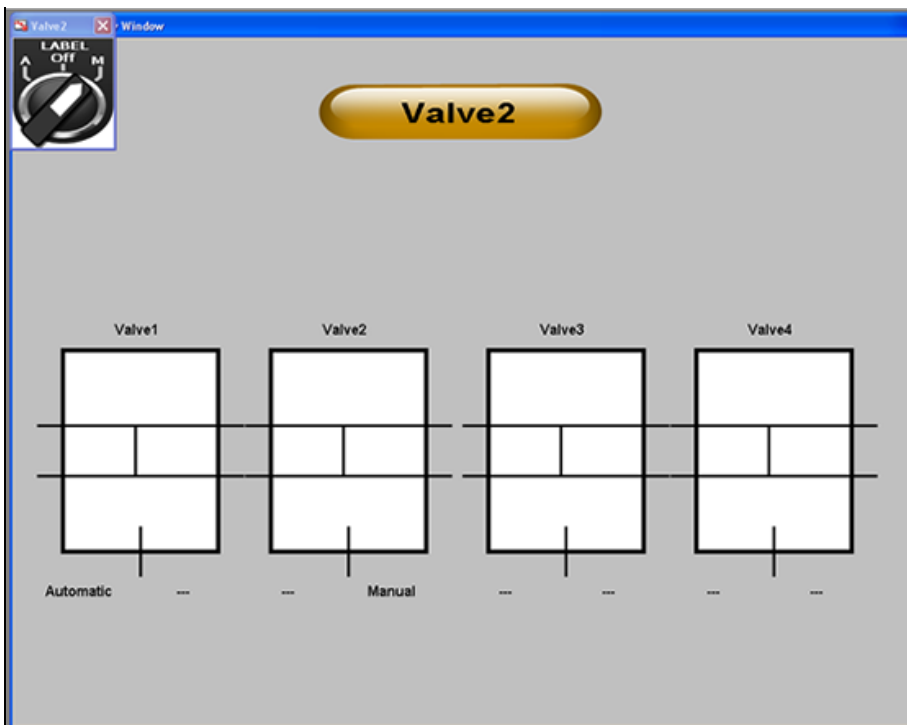 Valve2
Window
LABEL
A Off M
Valve2
Valve1 Valve2 Valve3 Valve4
Automatic --- --- Manual --- --- --- ---